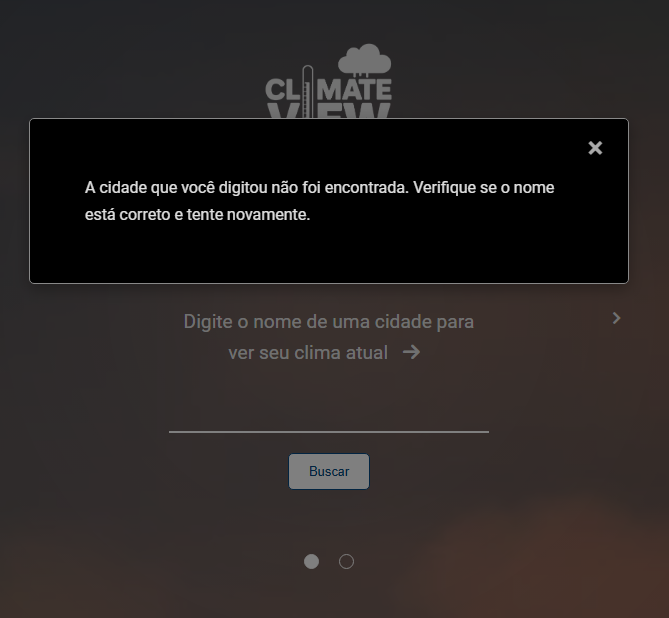 CLIMATE
VIEW
A cidade que você digitou não foi encontrada. Verifique se o nome
está correto e tente novamente.
Digite o nome de uma cidade para
ver seu clima atual
Buscar